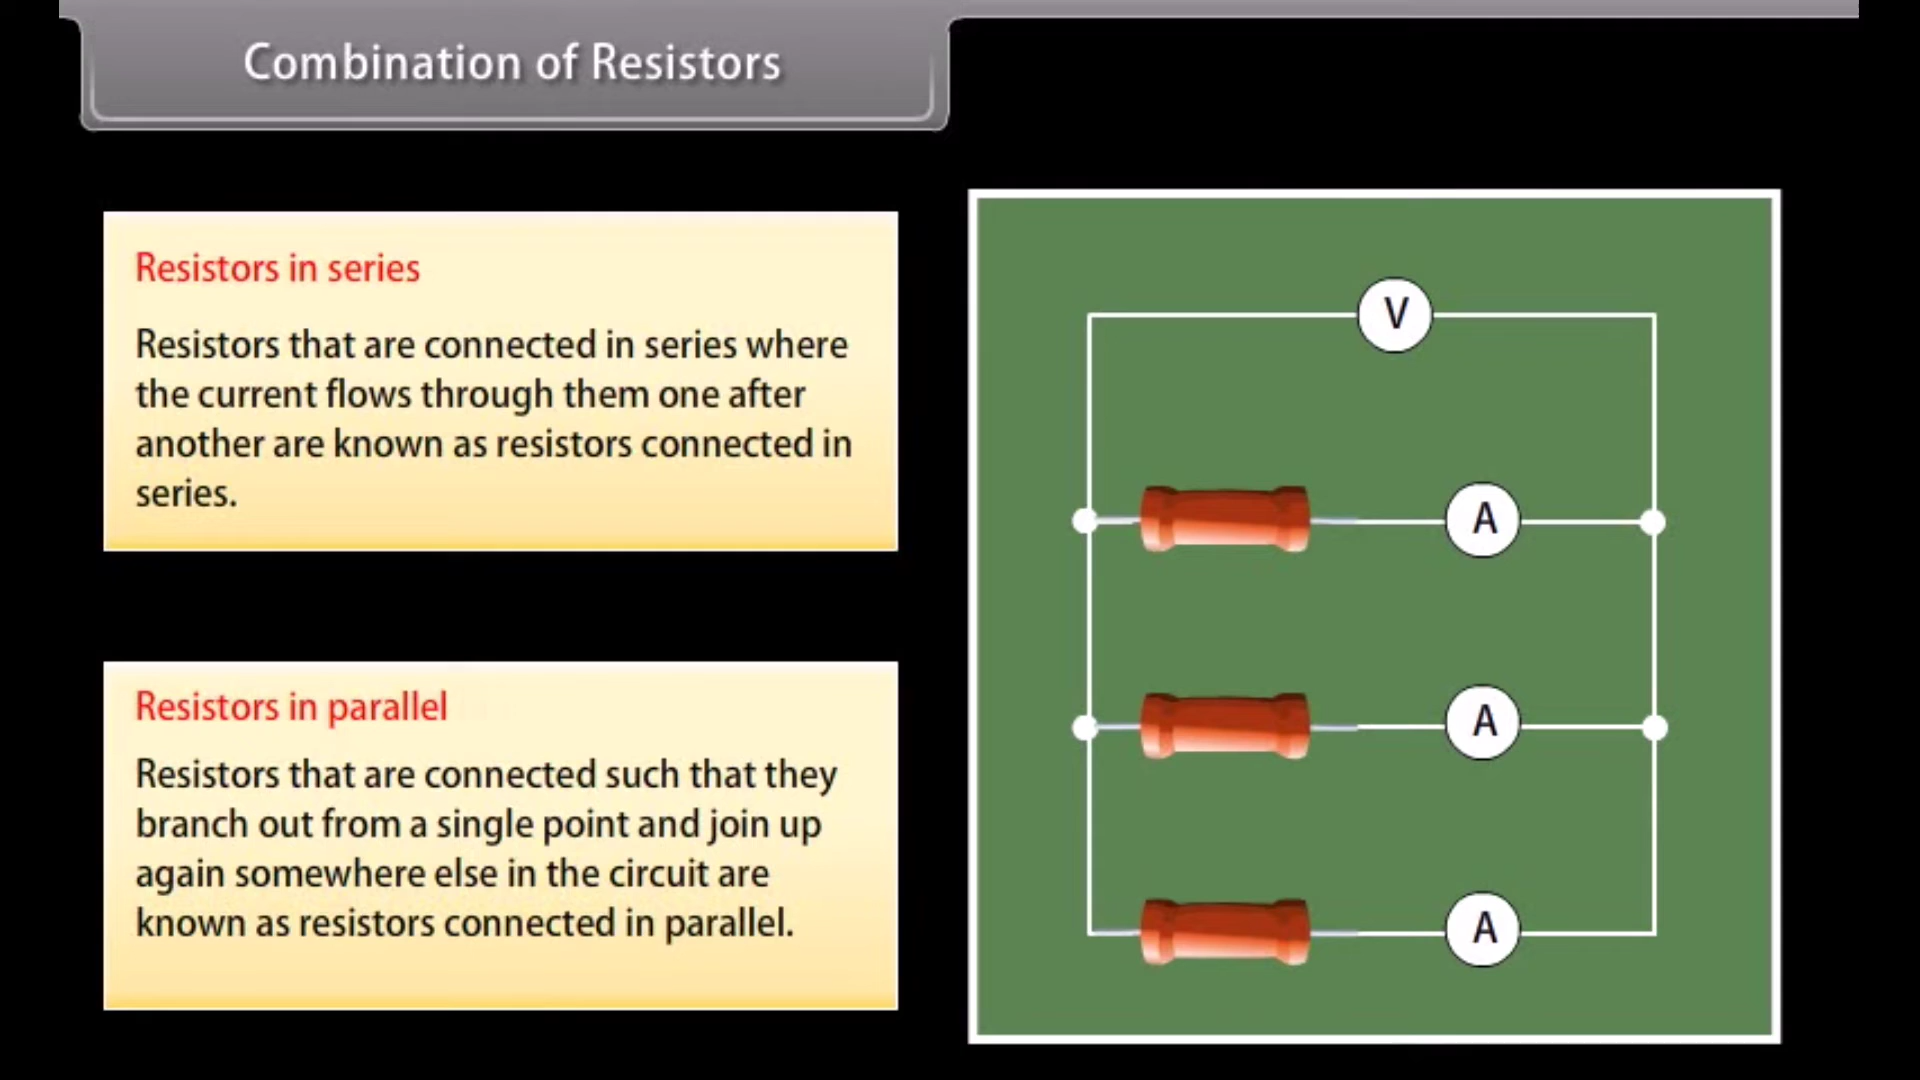 Combination of Resistors
Resistors in series
Resistors that are connected in series where
the current flows through them one after
another are known as resistors connected in
series.
Resistors in parallel
Resistors that are connected such that they
branch out from a single point and join up
again somewhere else in the circuit are
known as resistors connected in parallel.
V
A
A
A